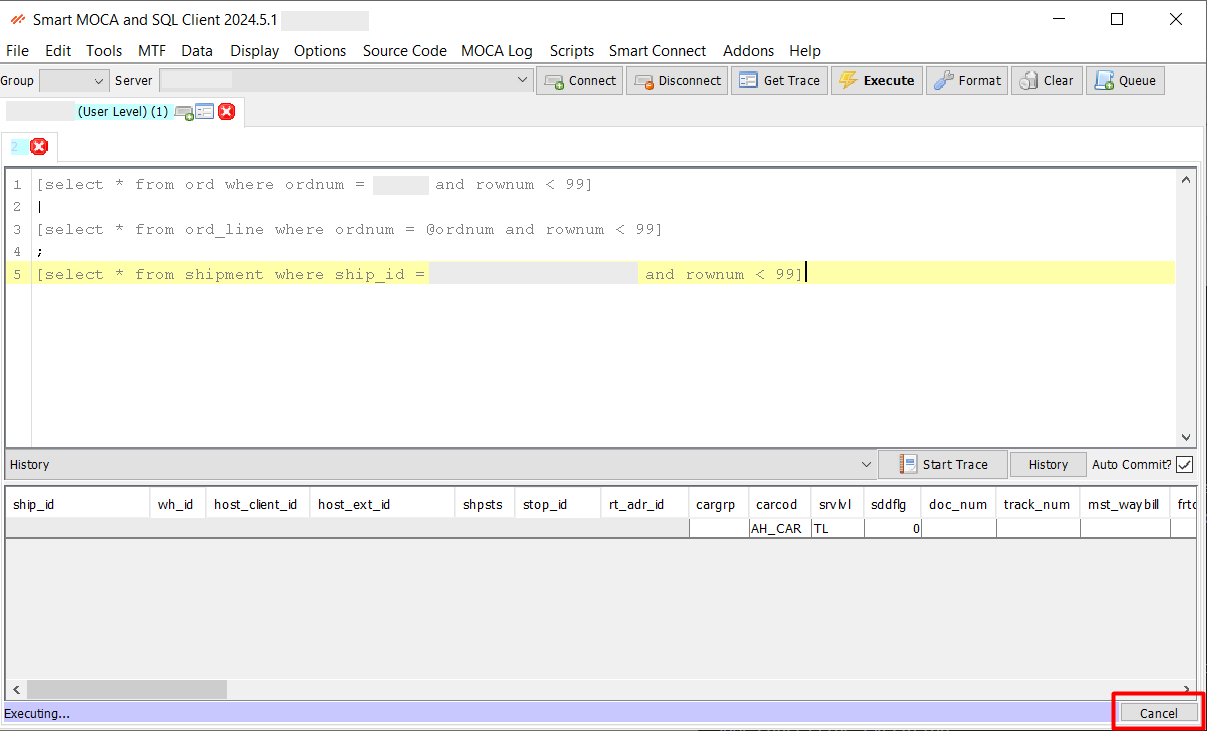 Smart MOCA and SQL Client 2024.5.1
File Edit Tools MTF Data Display Options Source Code MOCA Log Scripts Smart Connect Addons Help
Group Server Connect Disconnect Get Trace Execute Format Clear Queue
(User Level) (1)
2
1 [select * from ord where ordnum = and rownum < 99]
2 |
3 [select * from ord_line where ordnum = @ordnum and rownum < 99]
4 ;
5 [select * from shipment where ship_id = and rownum < 99]
History Start Trace History Auto Commit?
ship_id wh_id host_client_id host_ext_id shpsts stop_id rt_adr_id cargrp carcod srvlvl sddflg doc_num track_num mst_waybill
AH_CAR TL 0
Executing... Cancel